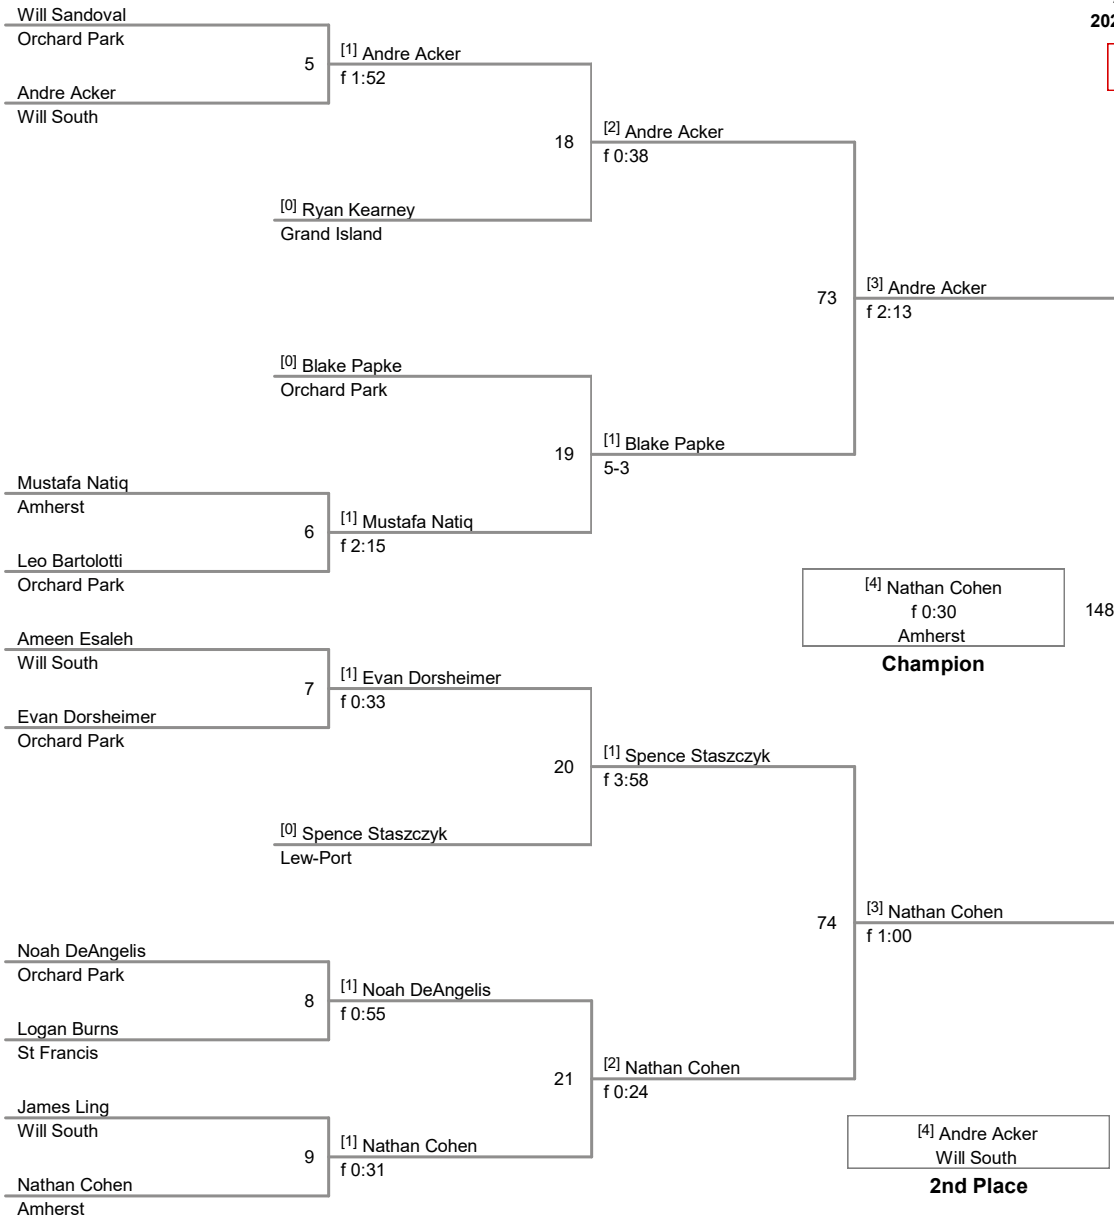 Will Sandoval
Orchard Park
202
5
[1] Andre Acker
f 1:52
Andre Acker
Will South
18
[2] Andre Acker
f 0:38
[0] Ryan Kearney
Grand Island
73
[3] Andre Acker
f 2:13
[0] Blake Papke
Orchard Park
19
[1] Blake Papke
5-3
Mustafa Natiq
Amherst
6
[1] Mustafa Natiq
f 2:15
Leo Bartolotti
Orchard Park
[4] Nathan Cohen
f 0:30
Amherst
148
Champion
Ameen Esaleh
Will South
7
[1] Evan Dorsheimer
f 0:33
Evan Dorsheimer
Orchard Park
20
[1] Spence Staszczyk
f 3:58
[0] Spence Staszczyk
Lew-Port
74
[3] Nathan Cohen
f 1:00
Noah DeAngelis
Orchard Park
8
[1] Noah DeAngelis
f 0:55
Logan Burns
St Francis
21
[2] Nathan Cohen
f 0:24
James Ling
Will South
9
[1] Nathan Cohen
f 0:31
Nathan Cohen
Amherst
[4] Andre Acker
Will South
2nd Place